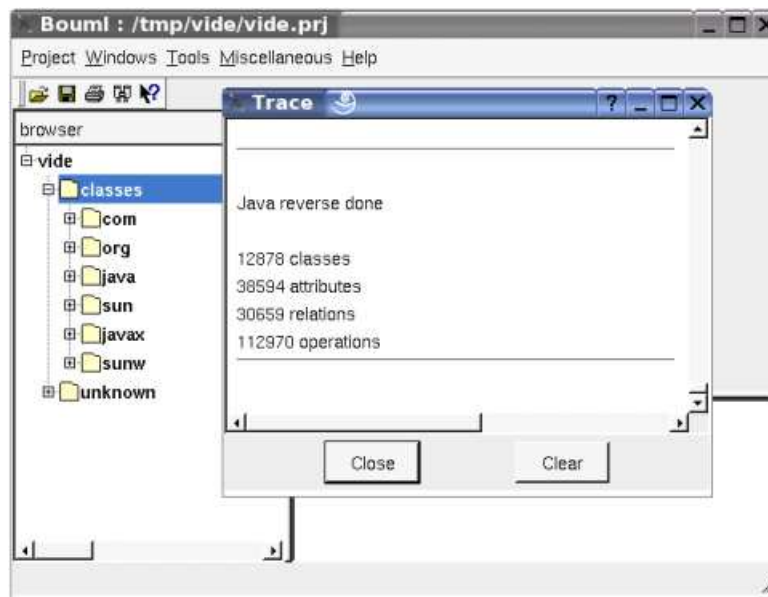 Bouml : /tmp/vide/vide.prj
Project Windows Tools Miscellaneous Help
browser
vide
classes
com
org
java
sun
javax
sunw
unknown
Trace
Java reverse done
12878 classes
38594 attributes
30659 relations
112970 operations
Close
Clear